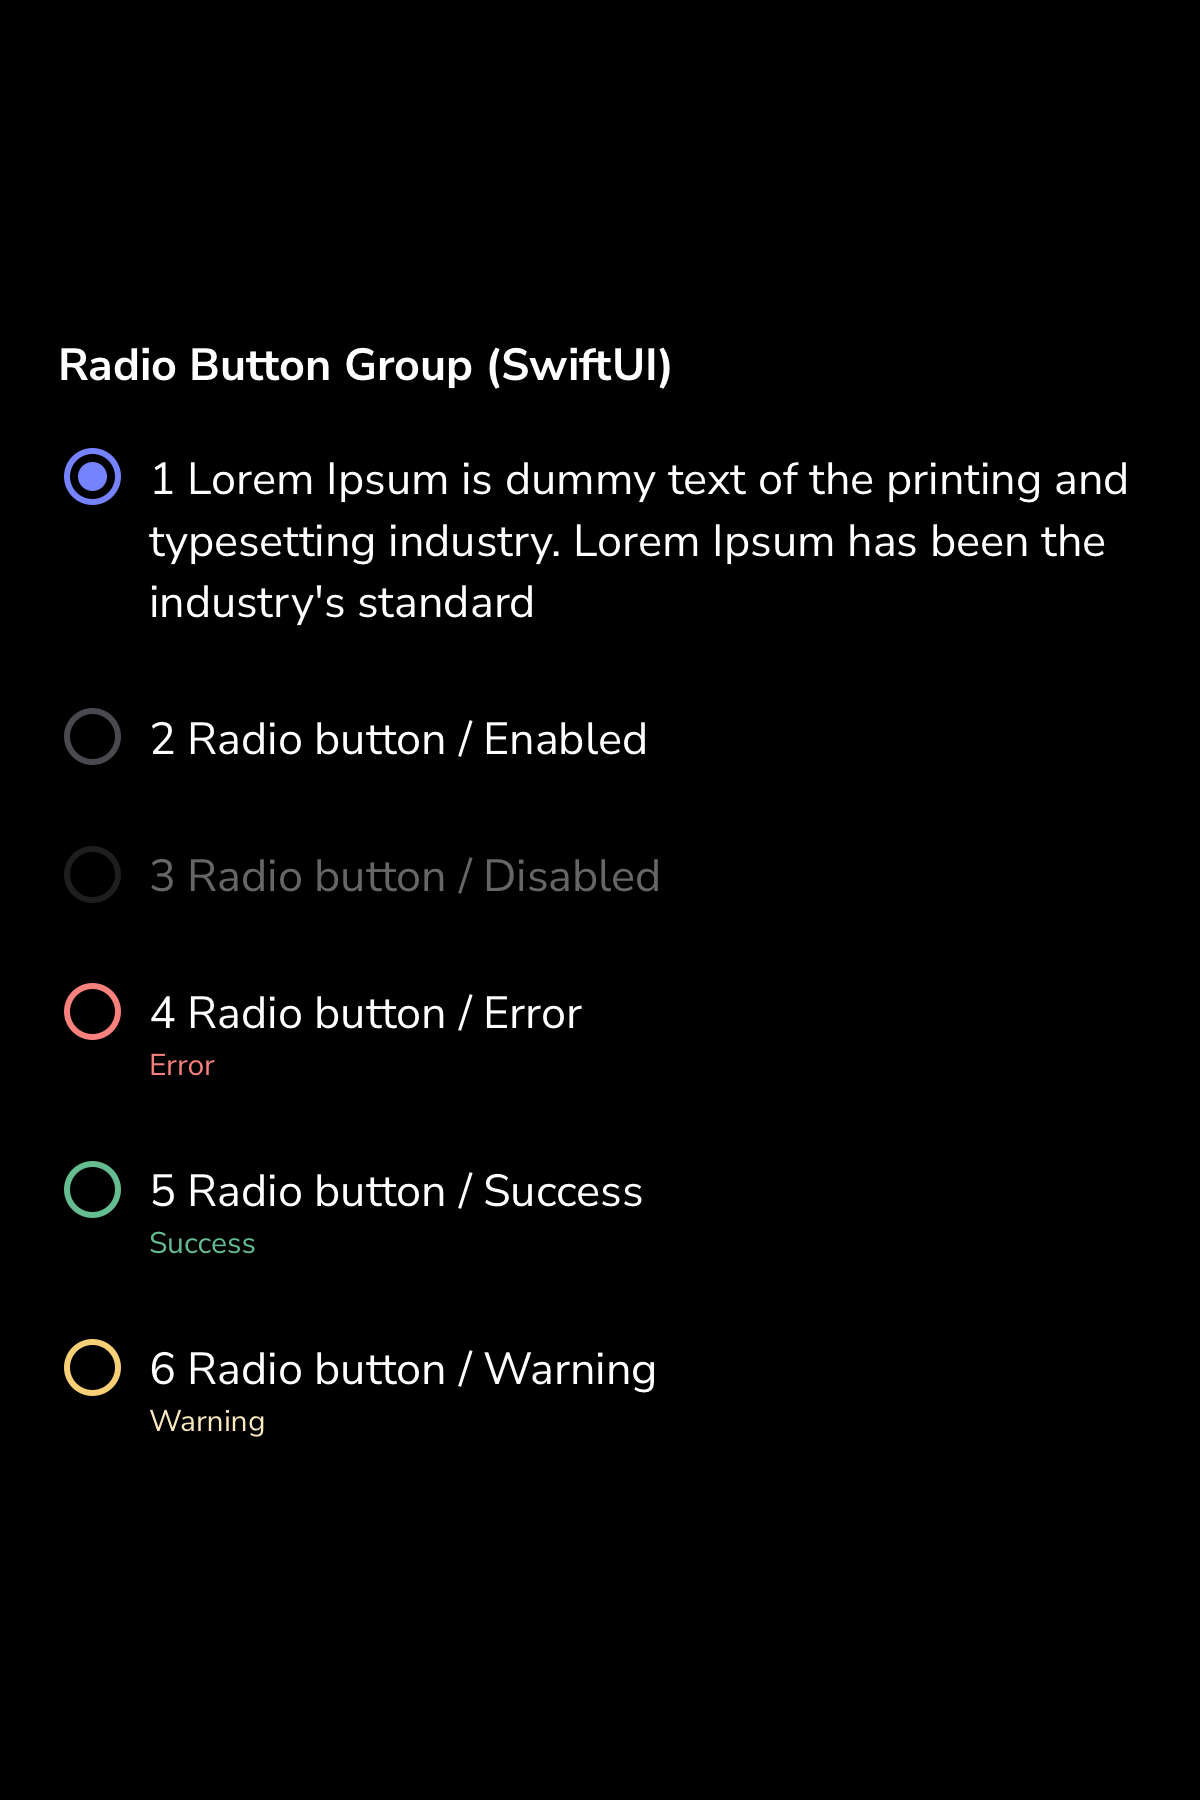 Radio Button Group (SwiftUI)
1 Lorem Ipsum is dummy text of the printing and
typesetting industry. Lorem Ipsum has been the
industry's standard
2 Radio button / Enabled
3 Radio button / Disabled
4 Radio button / Error
Error
5 Radio button / Success
Success
6 Radio button / Warning
Warning